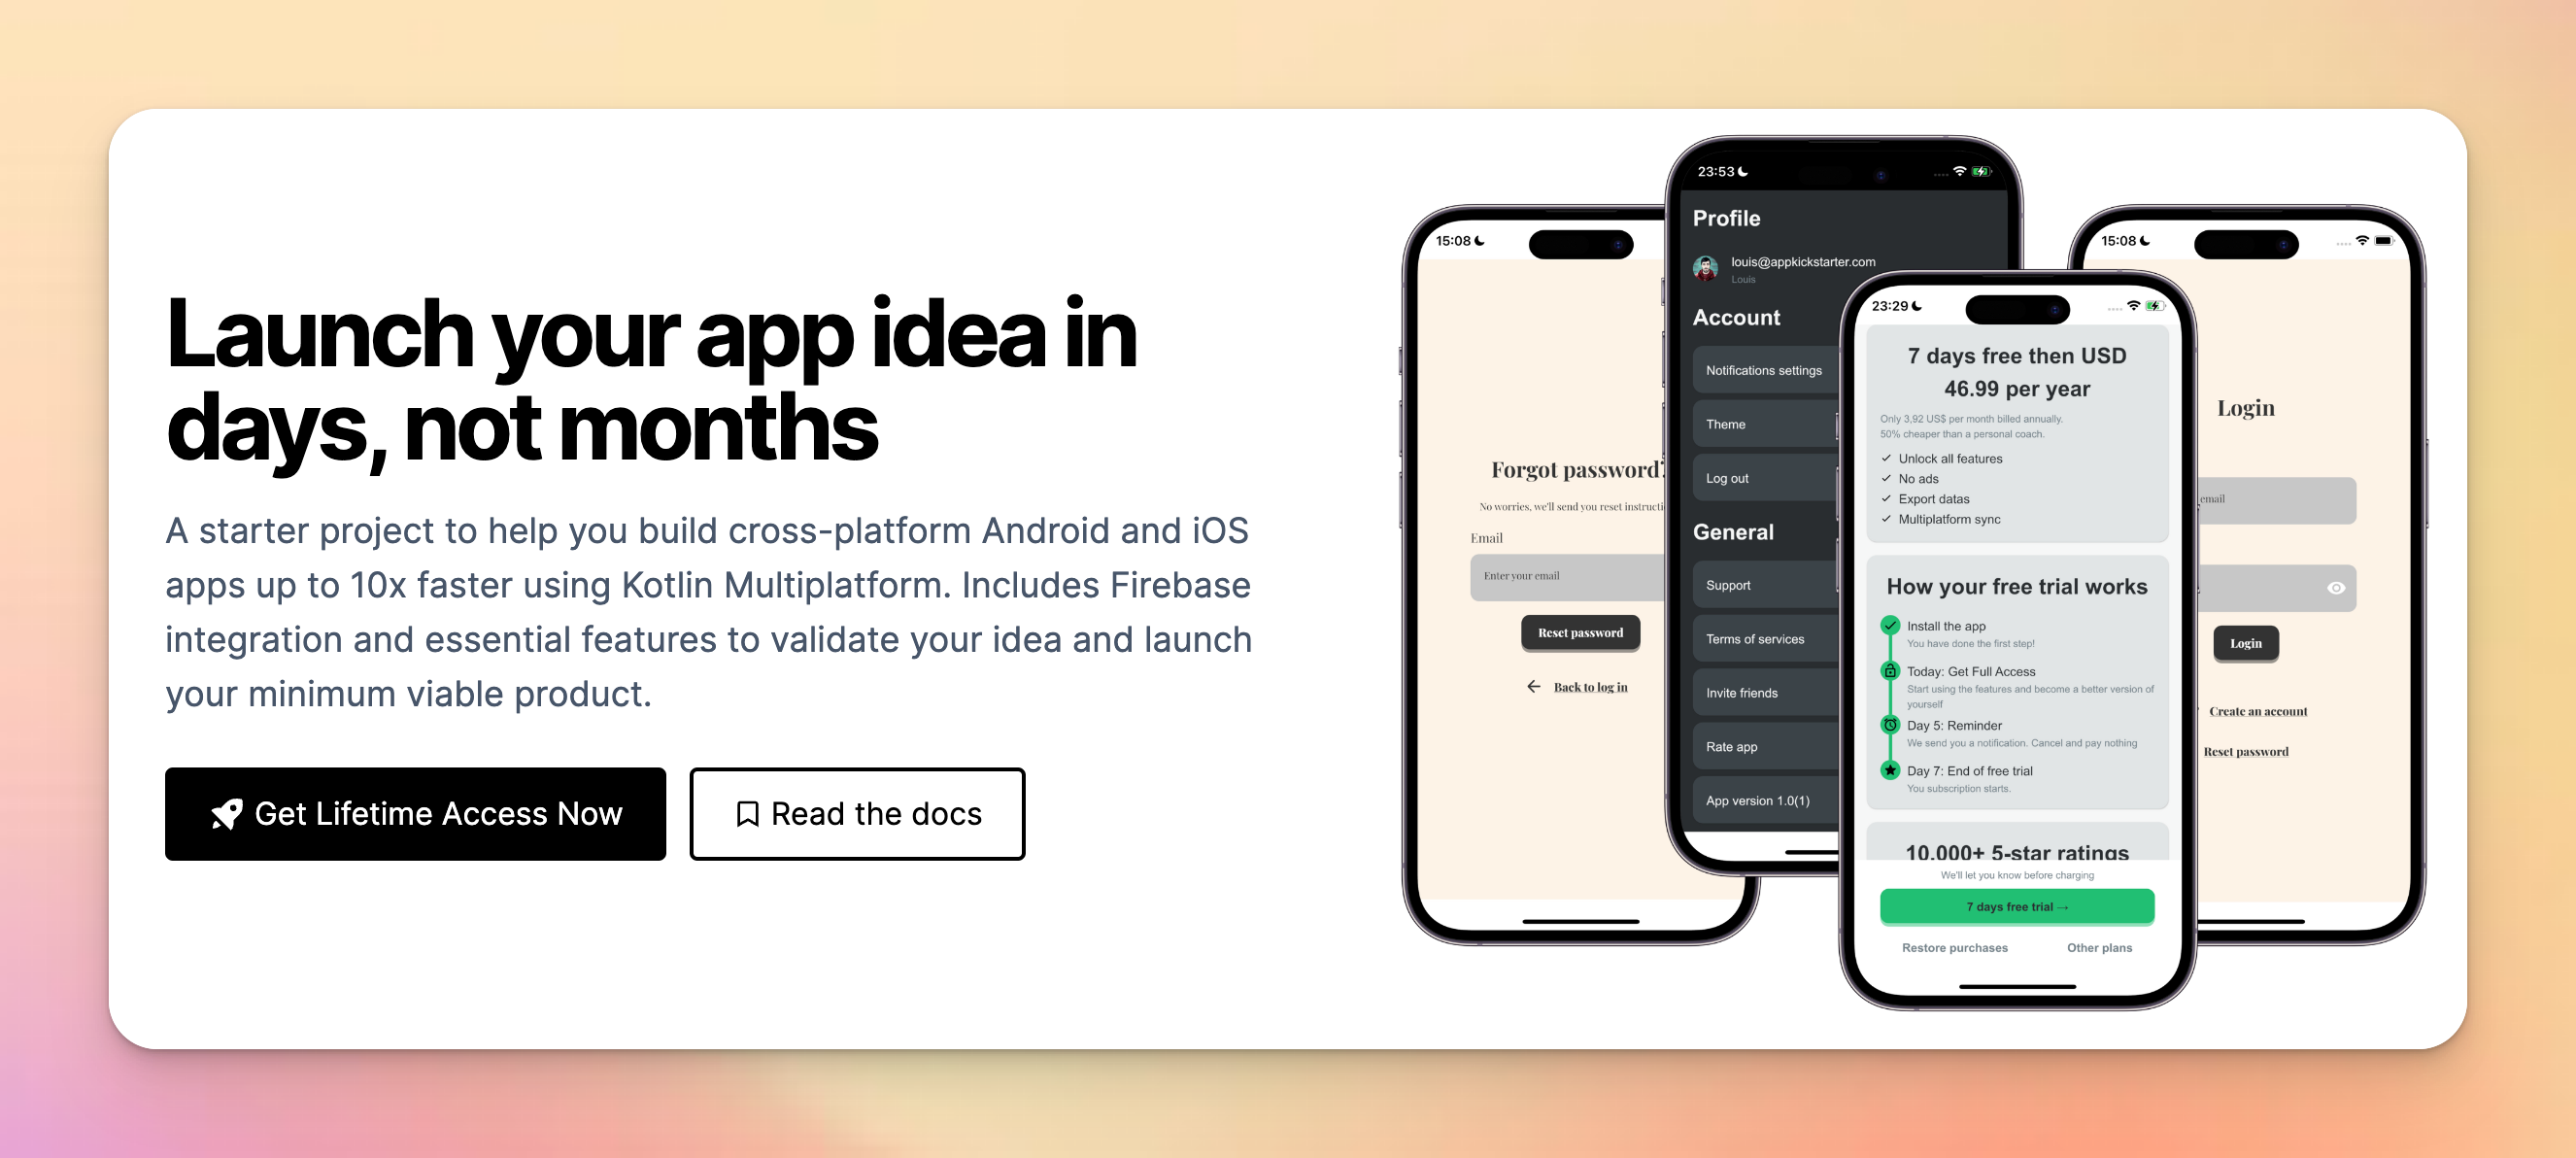 Launch your app idea in
days, not months
A starter project to help you build cross-platform Android and iOS
apps up to 10x faster using Kotlin Multiplatform. Includes Firebase
integration and essential features to validate your idea and launch
your minimum viable product.
Get Lifetime Access Now
Read the docs
15:08
Forgot password?
No worries, we'll send you reset
Email
Enter your email
Reset password
Back to log in
23:53
Profile
louis@appkickstarter.com
Louis
Account
Notifications settings
Theme
Log out
General
Support
Terms of services
Invite friends
Rate app
App version 1.0(1)
23:29
7 days free then USD
46.99 per year
Only 3,92 US$ per month billed annually.
50% cheaper than a personal coach.
Unlock all features
No ads
Export datas
Multiplatform sync
How your free trial works
Install the app
You have done the first step!
Today: Get Full Access
Start using the features and become a better version of
yourself
Day 5: Reminder
We send you a notification. Cancel and pay nothing
Day 7: End of free trial
You subscription starts.
10,000+ 5-star ratings
We'll let you know before charging
7 days free trial →
Restore purchases
Other plans
15:08
Login
email
Login
Create an account
Reset password